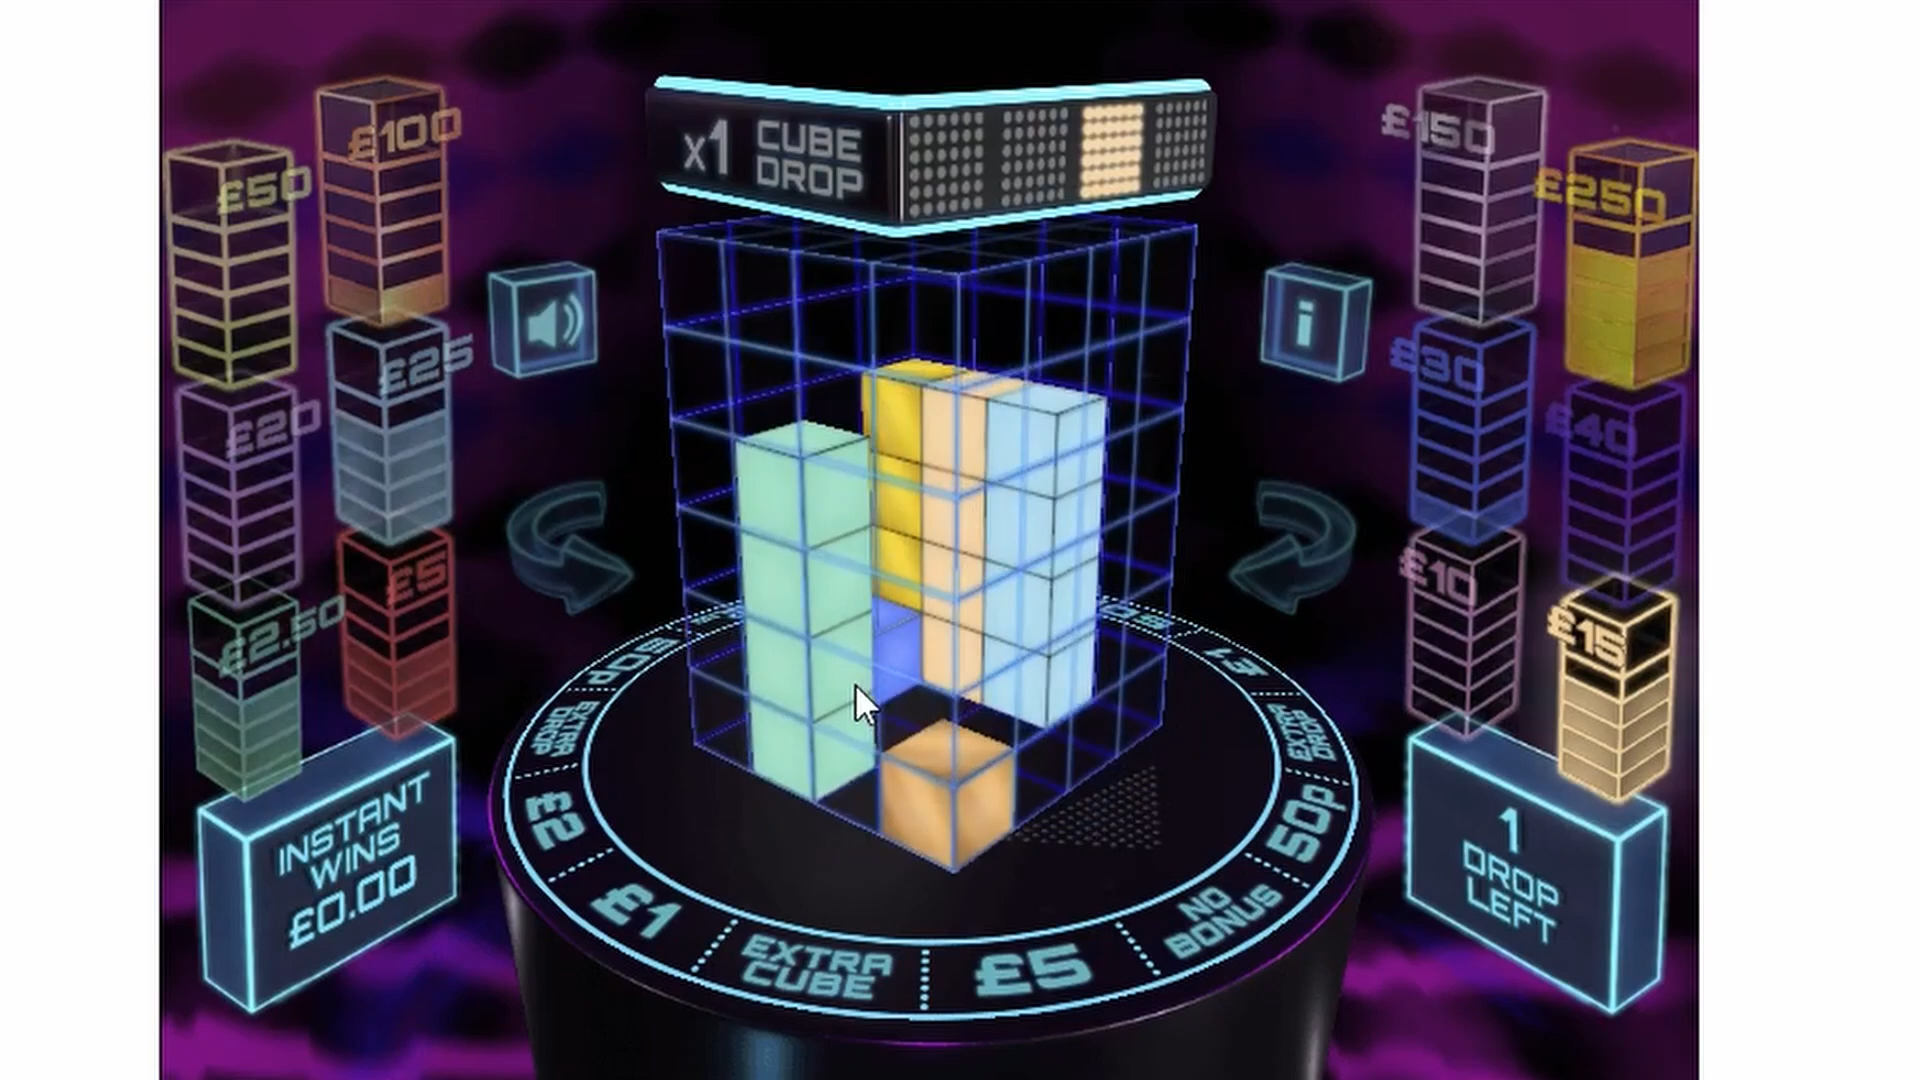 x1 CUBE
DROP
£50
£100
£20
£25
£2.50
£5
£150
£250
£30
£40
£10
£15
i
INSTANT
WINS
£0.00
1
DROP
LEFT
50P
EXTRA
DROP
£2
£1
EXTRA
CUBE
£5
NO
BONUS
50p
EXTRA
DROP
£1